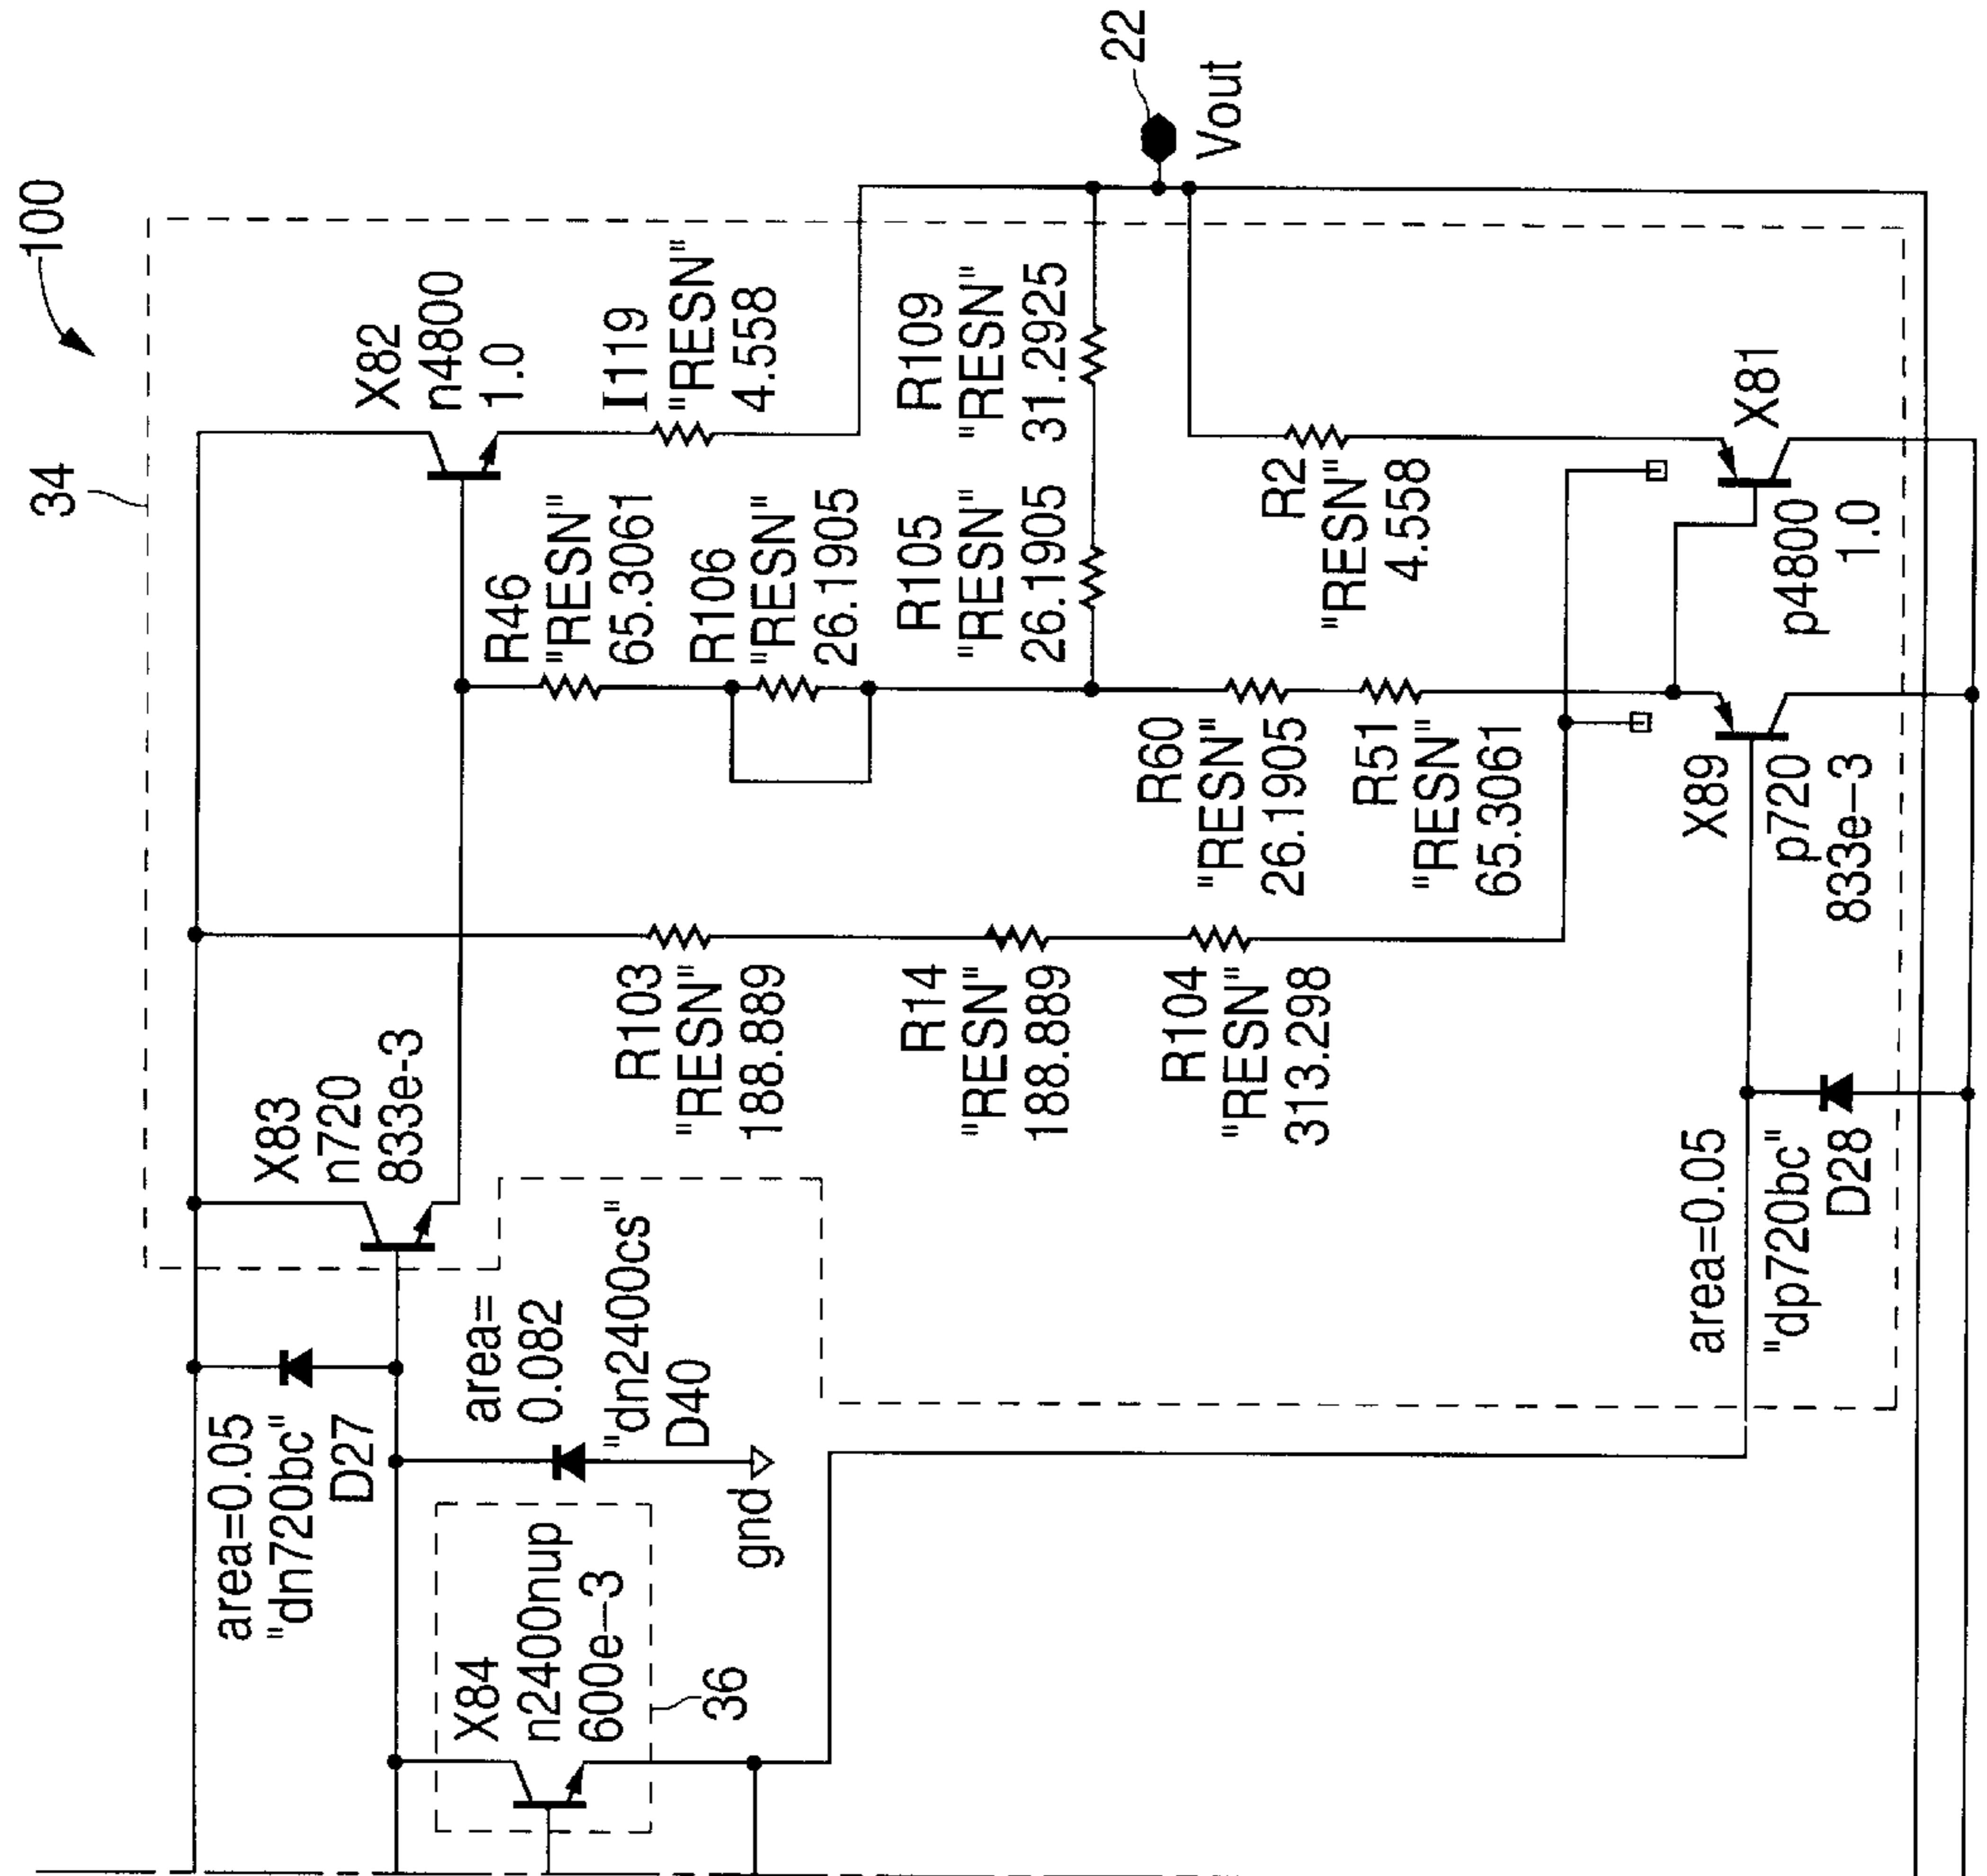 100
34
X82
n4800
1.0
I119
"RESN"
4.558
R46
"RESN"
65.3061
R106
"RESN"
26.1905
R105
"RESN"
26.1905
R109
"RESN"
31.2925
22
Vout
X83
n720
833e-3
R103
"RESN"
188.889
R14
"RESN"
188.889
R104
"RESN"
313.298
R60
"RESN"
26.1905
R51
"RESN"
65.3061
R2
"RESN"
4.558
X81
p4800
1.0
X89
p720
833e-3
area=0.05
"dn720bc"
D27
area=
0.082
"dn2400cs"
D40
gnd
X84
n2400nup
600e-3
36
area=0.05
"dp720bc"
D28